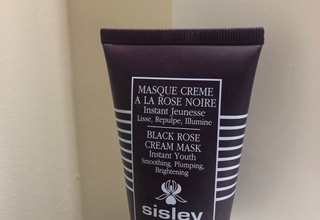 MASQUE CREME
A LA ROSE NOIRE
Instant Jeunesse
Lisse, Repulpe, Illumine
BLACK ROSE
CREAM MASK
Instant Youth
Smoothing, Plumping,
Brightening
sisley